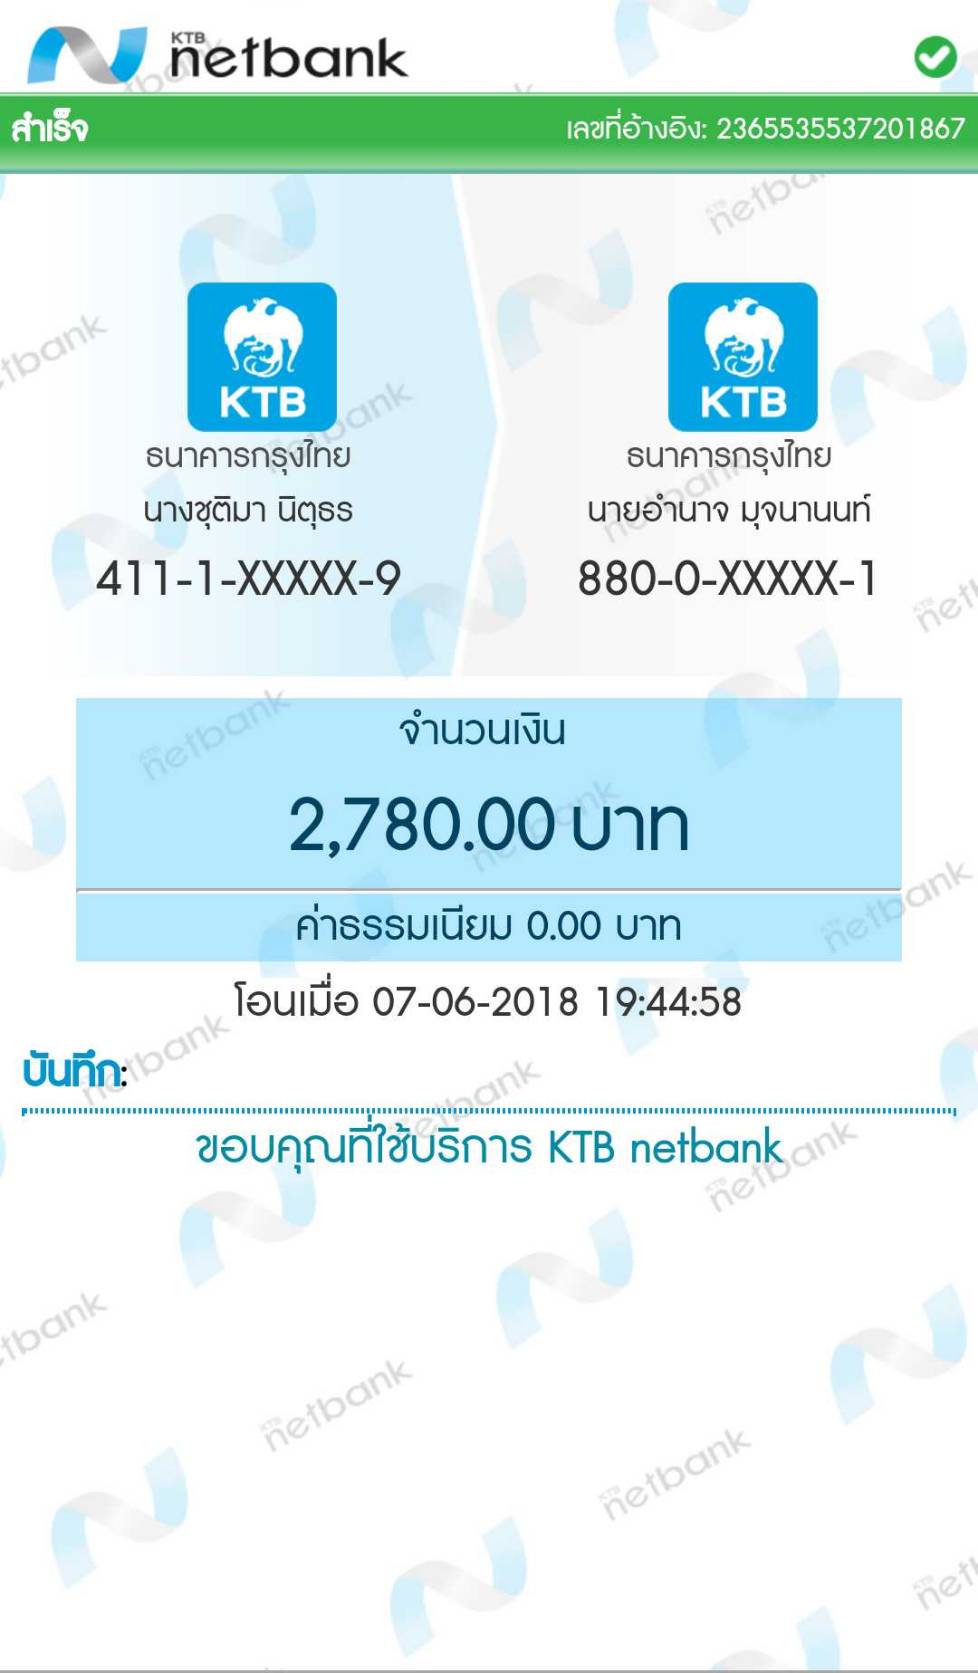 KTB netbank
สำเร็จ
เลขที่อ้างอิง: 2365535537201867
KTB
KTB
ธนาคารกรุงไทย
ธนาคารกรุงไทย
นางชุติมา นิตุธร
นายอำนาจ มุจนานนท์
411-1-XXXXX-9
880-0-XXXXX-1
จำนวนเงิน
2,780.00 บาท
ค่าธรรมเนียม 0.00 บาท
โอนเมื่อ 07-06-2018 19:44:58
บันทึก:
ขอบคุณที่ใช้บริการ KTB netbank